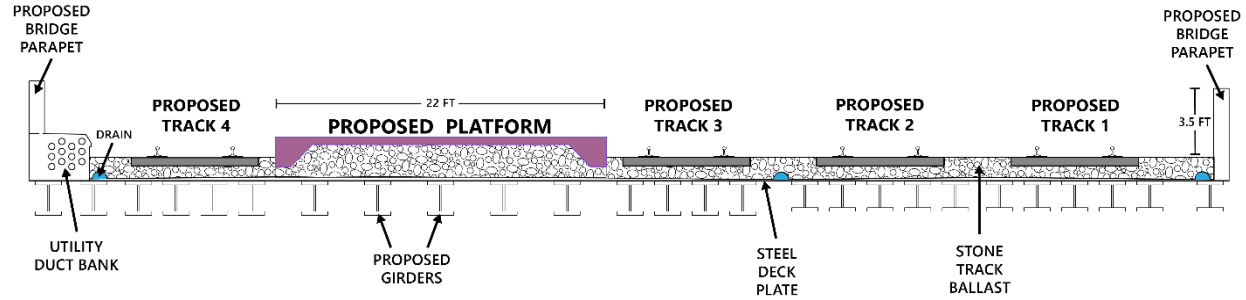 PROPOSED
BRIDGE
PARAPET
PROPOSED
BRIDGE
PARAPET
PROPOSED
TRACK 4
22 FT
PROPOSED PLATFORM
PROPOSED
TRACK 3
PROPOSED
TRACK 2
PROPOSED
TRACK 1
3.5 FT
DRAIN
UTILITY
DUCT BANK
PROPOSED
GIRDERS
STEEL
DECK
PLATE
STONE
TRACK
BALLAST